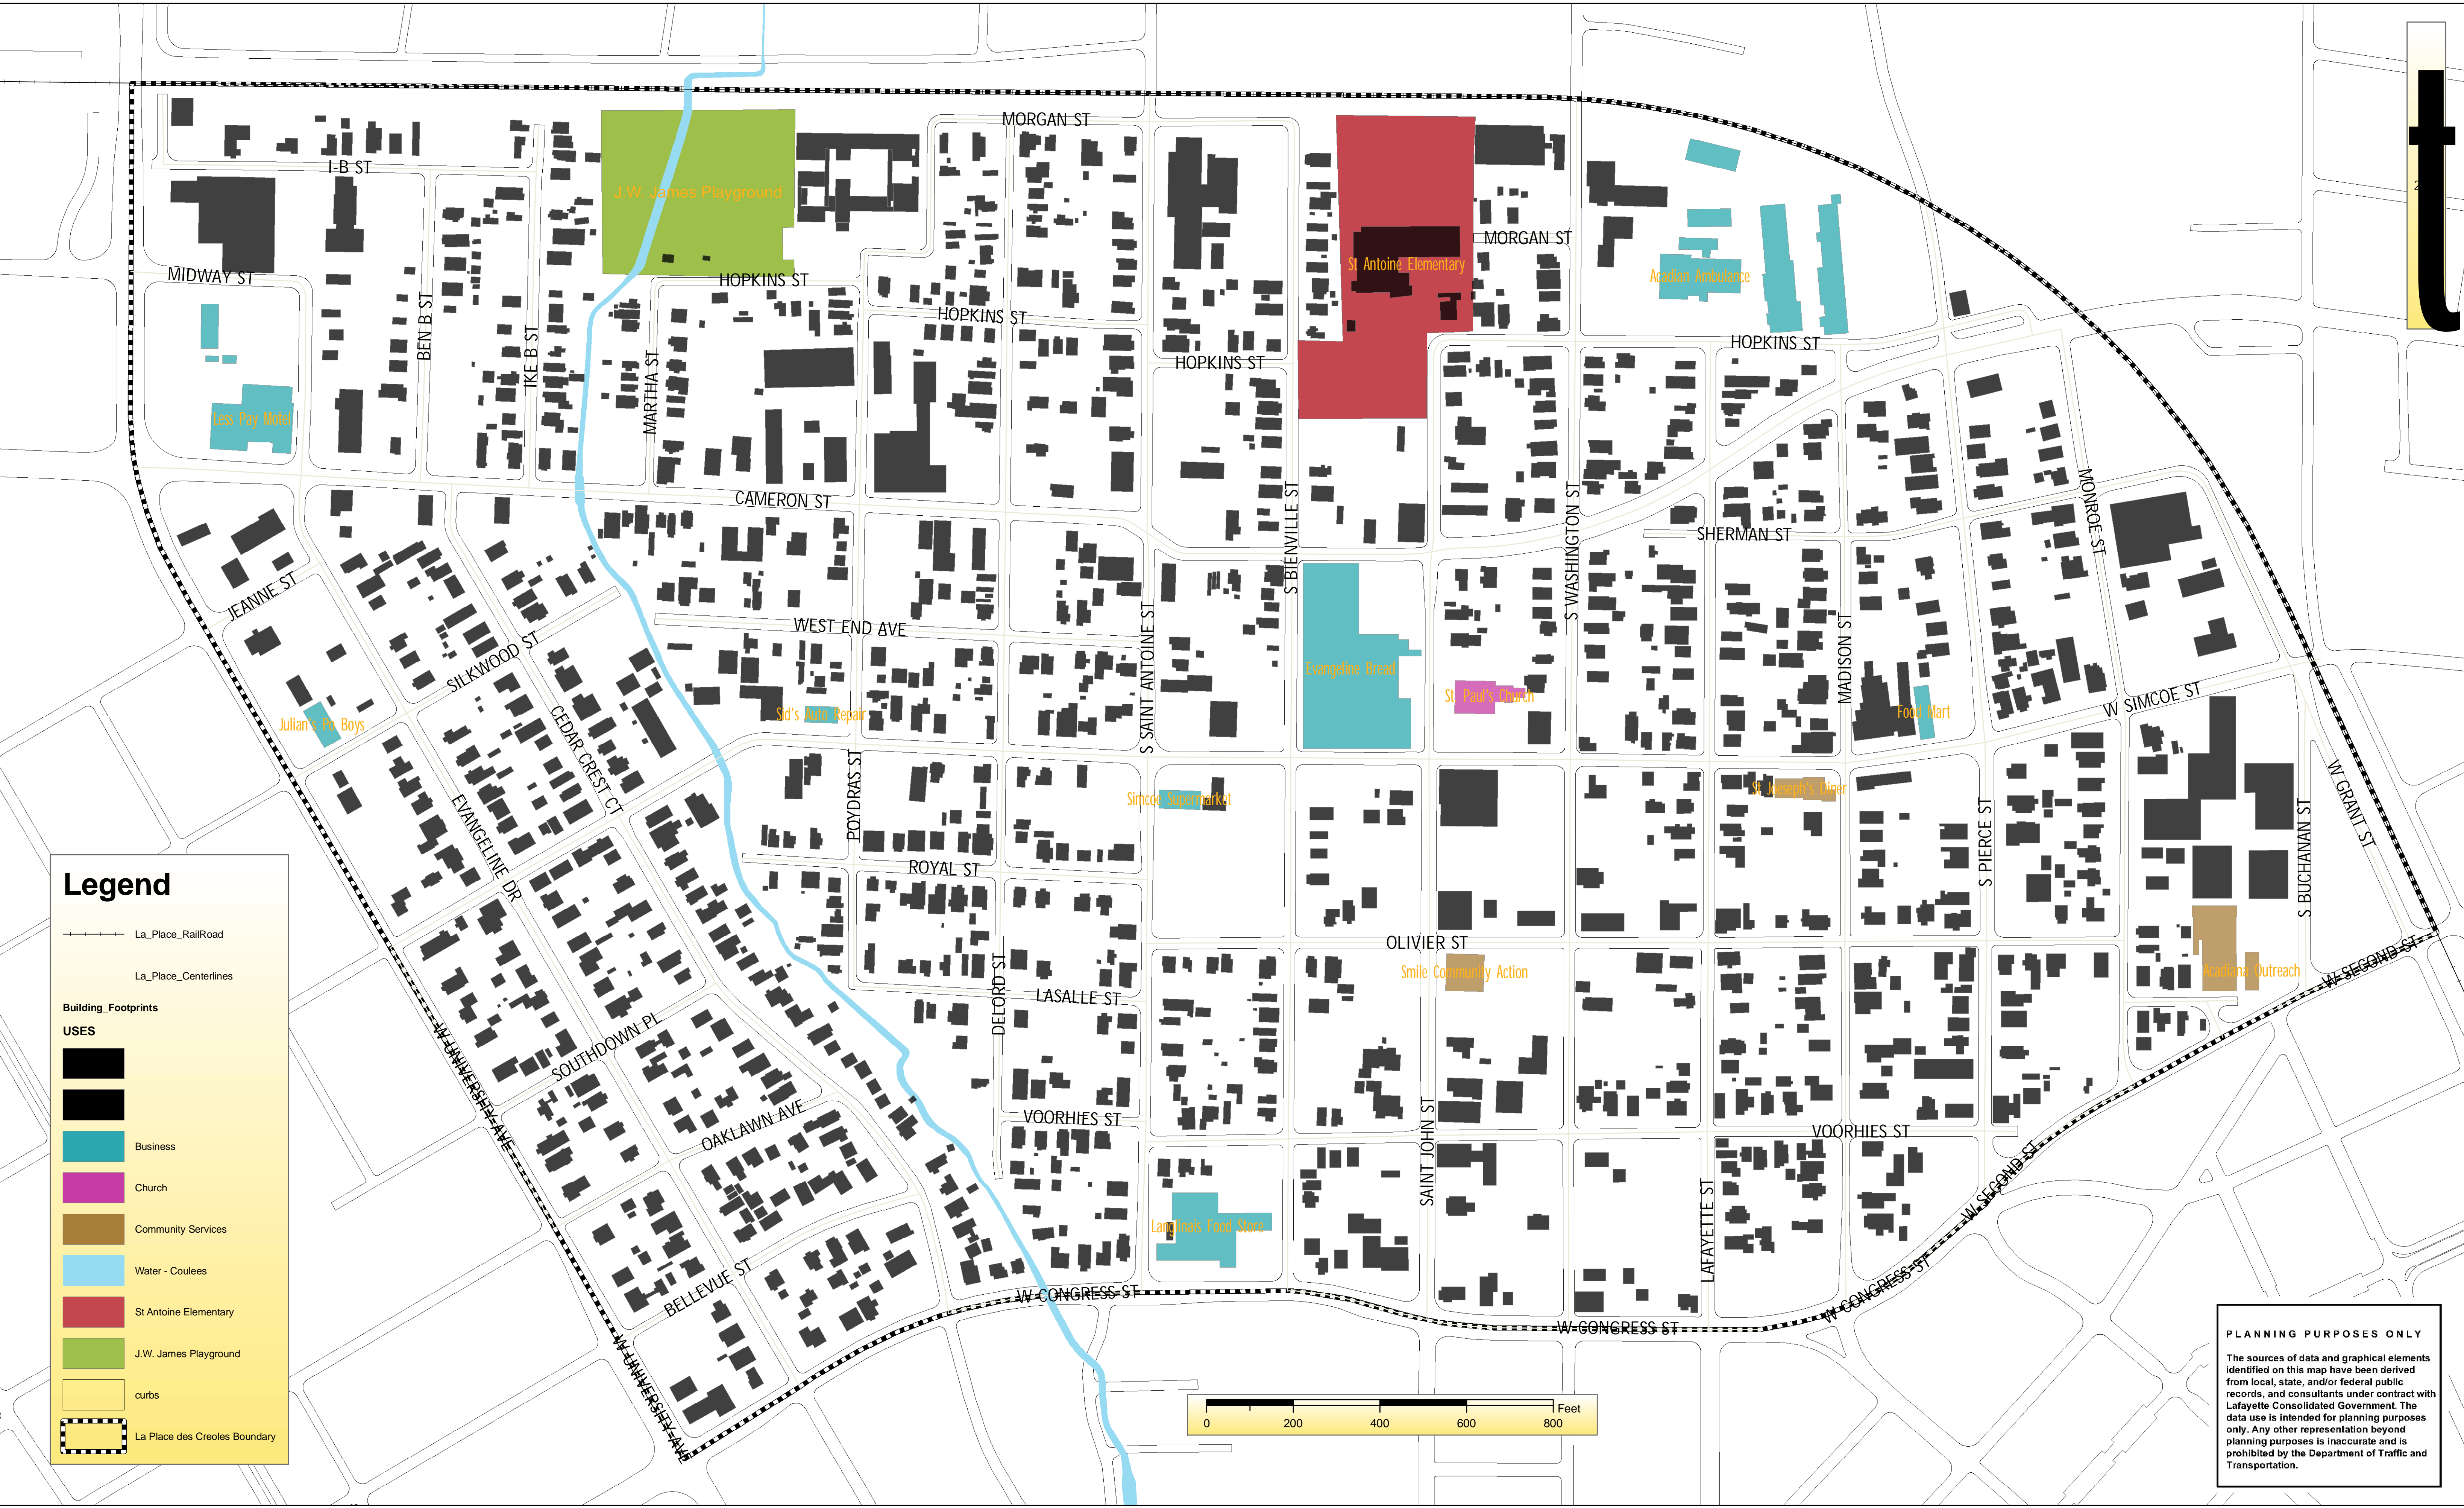 MORGAN ST
I-B ST
J.W. James Playground
MORGAN ST
St Antoine Elementary
Acadian Ambulance
MIDWAY ST
HOPKINS ST
HOPKINS ST
HOPKINS ST
HOPKINS ST
BEN B ST
IKE B ST
MARTHA ST
Less Pay Motel
CAMERON ST
S BIENVILLE ST
S WASHINGTON ST
SHERMAN ST
MONROE ST
JEANNE ST
SILKWOOD ST
WEST END AVE
S SAINT ANTOINE ST
Evangeline Bread
St. Paul's Church
MADISON ST
Food Mart
W SIMCOE ST
Julian's Po Boys
CEDAR CREST CT
Sid's Auto Repair
POYDRAS ST
Simcoe Supermarket
St. Joeseph's Diner
S PIERCE ST
S BUCHANAN ST
W GRANT ST
EVANGELINE DR
ROYAL ST
OLIVIER ST
Smile Community Action
Acadiana Outreach
W SECOND ST
DELORD ST
LASALLE ST
W UNIVERSITY AVE
SOUTHDOWN PL
OAKLAWN AVE
VOORHIES ST
SAINT JOHN ST
VOORHIES ST
LAFAYETTE ST
W SECOND ST
Langlinais Food Store
BELLEVUE ST
W CONGRESS ST
W CONGRESS ST
W CONGRESS ST
W UNIVERSITY AVE
Legend
La_Place_RailRoad
La_Place_Centerlines
Building_Footprints
USES
Business
Church
Community Services
Water - Coulees
St Antoine Elementary
J.W. James Playground
curbs
La Place des Creoles Boundary
Feet
0 200 400 600 800
PLANNING PURPOSES ONLY
The sources of data and graphical elements
identified on this map have been derived
from local, state, and/or federal public
records, and consultants under contract with
Lafayette Consolidated Government. The
data use is intended for planning purposes
only. Any other representation beyond
planning purposes is inaccurate and is
prohibited by the Department of Traffic and
Transportation.
t